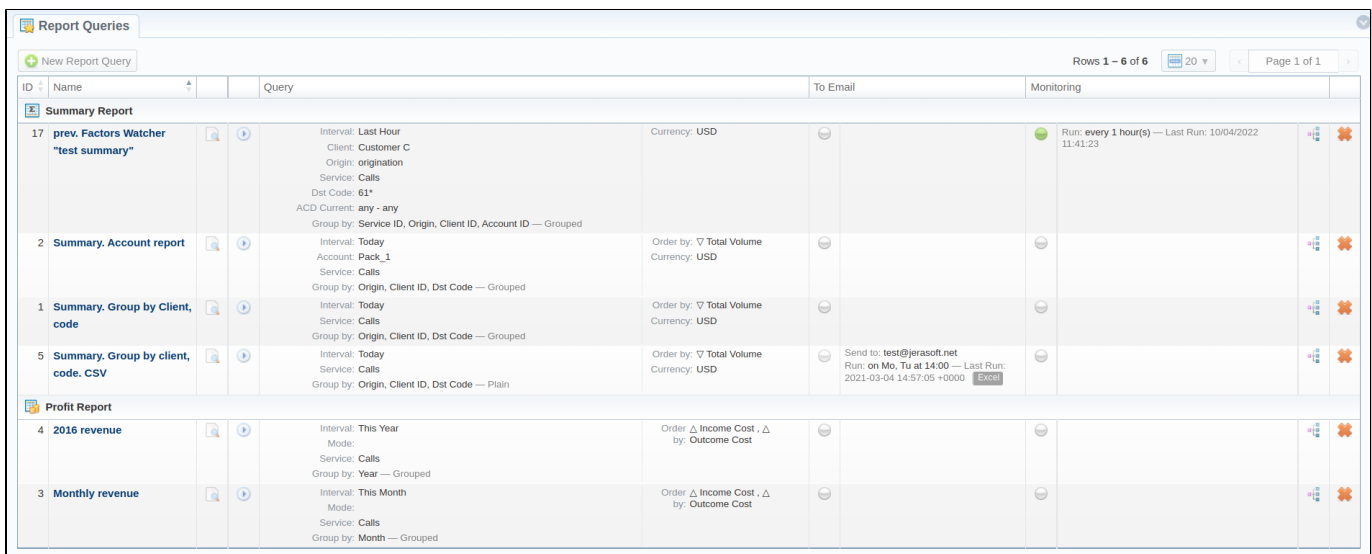 Report Queries
New Report Query
Rows 1 – 6 of 6
20
Page 1 of 1
ID Name Query To Email Monitoring
Summary Report
17 prev. Factors Watcher "test summary"
Interval: Last Hour
Client: Customer C
Origin: origination
Service: Calls
Dst Code: 61*
ACD Current: any - any
Group by: Service ID, Origin, Client ID, Account ID — Grouped
Currency: USD
Run: every 1 hour(s) — Last Run: 10/04/2022
11:41:23
2 Summary. Account report
Interval: Today
Account: Pack_1
Service: Calls
Group by: Origin, Client ID, Dst Code — Grouped
Order by: ▽ Total Volume
Currency: USD
1 Summary. Group by Client,
code
Interval: Today
Service: Calls
Group by: Origin, Client ID, Dst Code — Grouped
Order by: ▽ Total Volume
Currency: USD
5 Summary. Group by client,
code. CSV
Interval: Today
Service: Calls
Group by: Origin, Client ID, Dst Code — Plain
Order by: ▽ Total Volume
Currency: USD
Send to: test@jerasoft.net
Run: on Mo, Tu at 14:00 — Last Run:
2021-03-04 14:57:05 +0000 Excel
Profit Report
4 2016 revenue
Interval: This Year
Mode:
Service: Calls
Group by: Year — Grouped
Order △ Income Cost , △
by: Outcome Cost
3 Monthly revenue
Interval: This Month
Mode:
Service: Calls
Group by: Month — Grouped
Order △ Income Cost , △
by: Outcome Cost